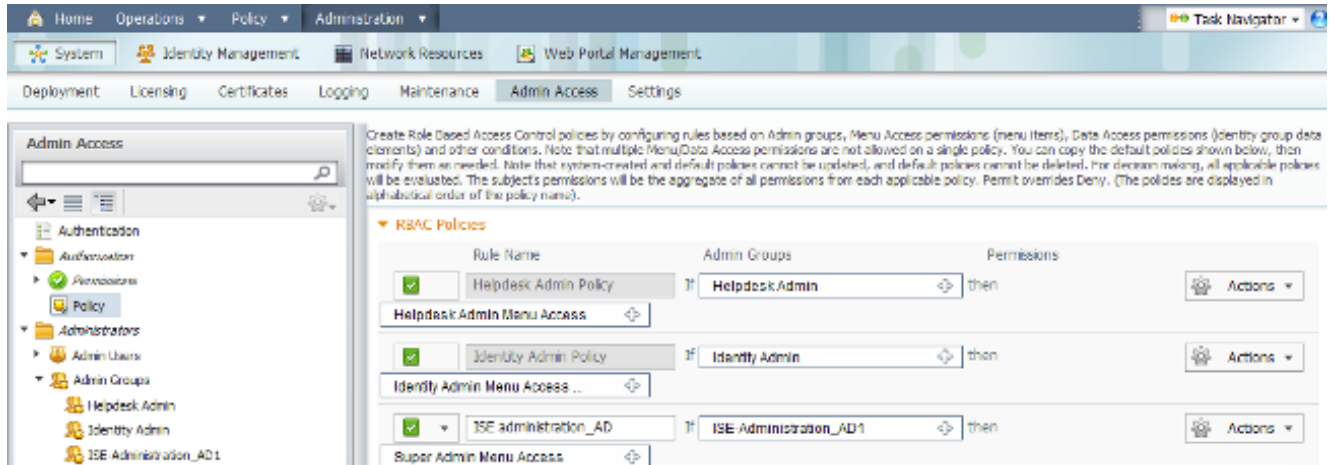 Home Operations Policy Administration Task Navigator
System Identity Management Network Resources Web Portal Management
Deployment Licensing Certificates Logging Maintenance Admin Access Settings
Admin Access
Create Role Based Access Control policies by configuring rules based on Admin groups, Menu Access permissions (menu items), Data Access permissions (identity group data
elements) and other conditions. Note that multiple Menu/Data Access permissions are not allowed on a single policy. You can copy the default policies shown below, then
modify them as needed. Note that system-created and default policies cannot be updated, and default policies cannot be deleted. For decision making, all applicable policies
will be evaluated. The subject's permissions will be the aggregate of all permissions from each applicable policy. Permit overrides Deny. (The policies are displayed in
alphabetical order of the policy name).
Authentication
Authorization
Permissions
Policy
Administrators
Admin Users
Admin Groups
Helpdesk Admin
Identity Admin
ISE-Administration_AD1
RBAC Policies
Rule Name Admin Groups Permissions
Helpdesk Admin Policy If Helpdesk Admin then Actions
Helpdesk Admin Menu Access
Identity Admin Policy If Identity Admin then Actions
Identity Admin Menu Access ...
ISE administration_AD If ISE-Administration_AD1 then Actions
Super Admin Menu Access